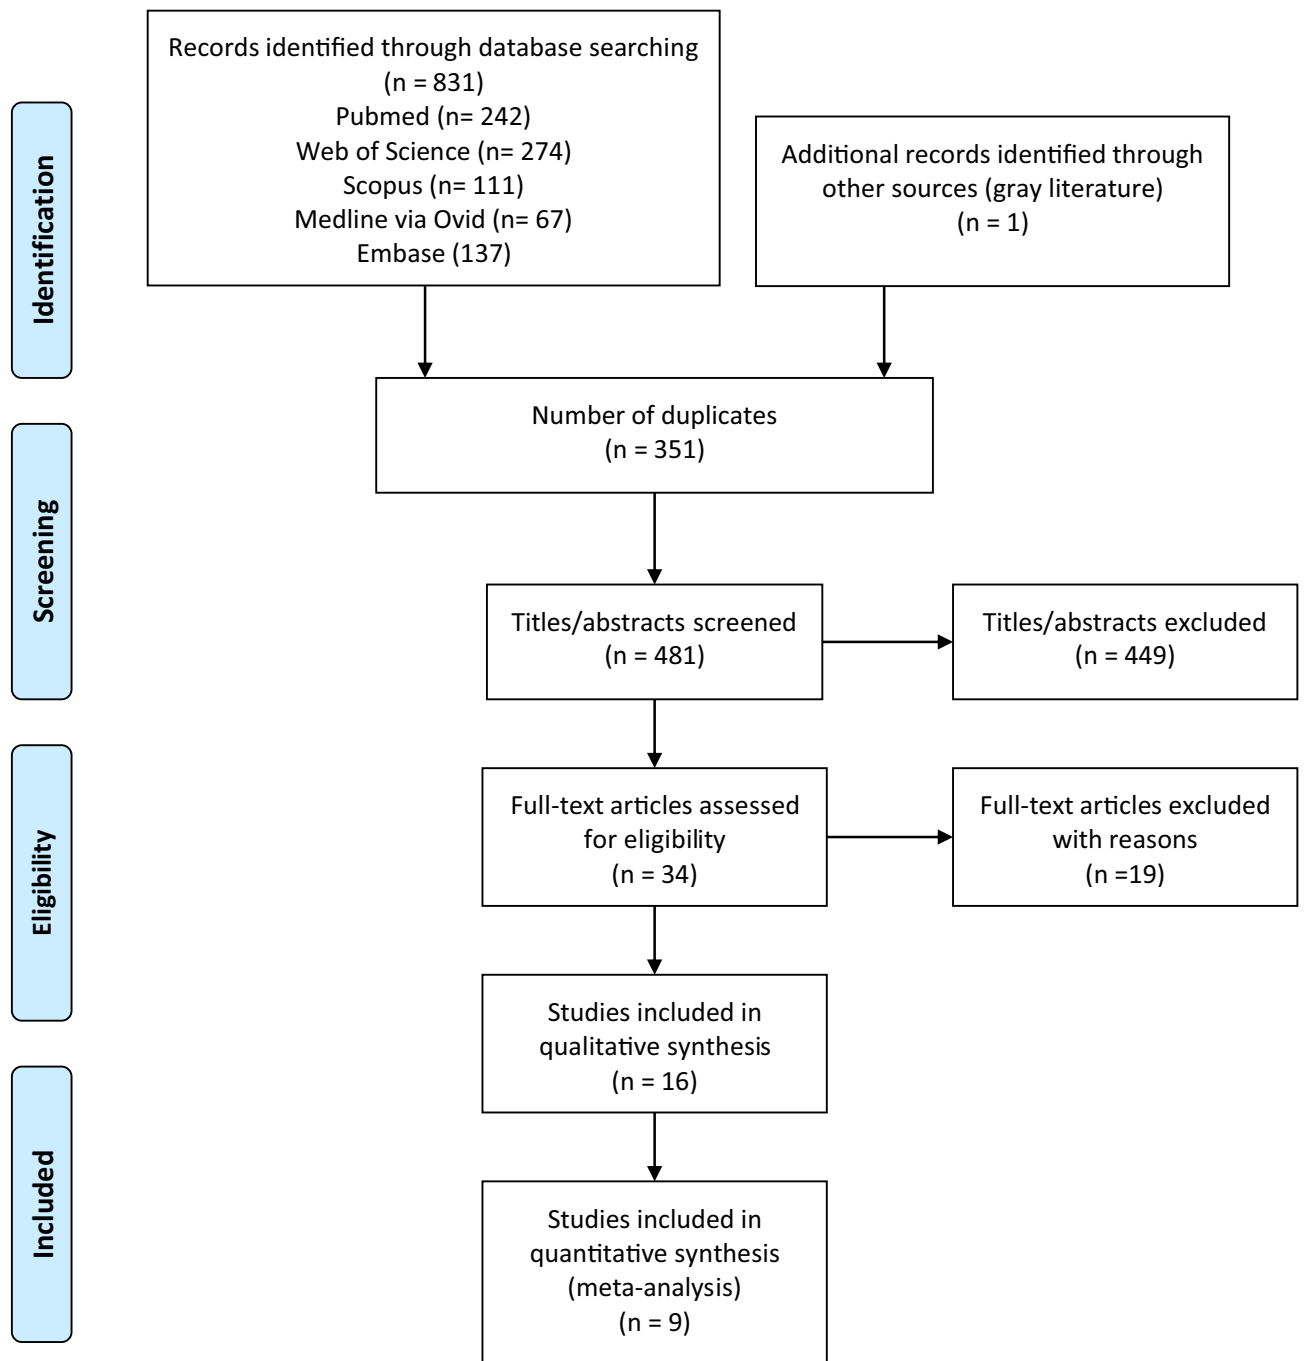 Identification
Records identified through database searching
(n = 831)
Pubmed (n= 242)
Web of Science (n= 274)
Scopus (n= 111)
Medline via Ovid (n= 67)
Embase (137)
Additional records identified through
other sources (gray literature)
(n = 1)
Number of duplicates
(n = 351)
Screening
Titles/abstracts screened
(n = 481)
Titles/abstracts excluded
(n = 449)
Eligibility
Full-text articles assessed
for eligibility
(n = 34)
Full-text articles excluded
with reasons
(n =19)
Studies included in
qualitative synthesis
(n = 16)
Included
Studies included in
quantitative synthesis
(meta-analysis)
(n = 9)